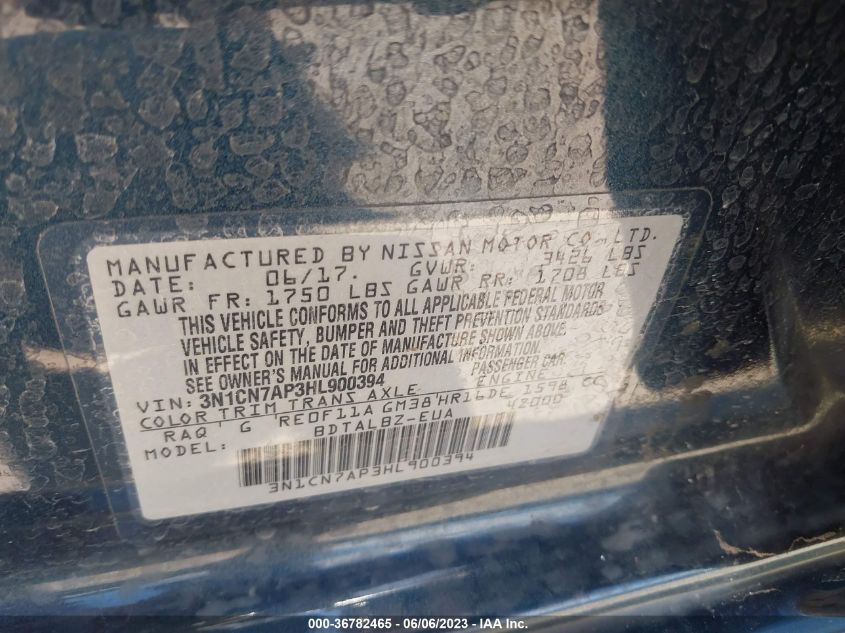 MANUFACTURED BY NISSAN MOTOR CO.,LTD.
DATE: 06/17. GVWR: 3426 LBS
GAWR FR: 1750 LBS GAWR RR: 1708 LBS
THIS VEHICLE CONFORMS TO ALL APPLICABLE FEDERAL MOTOR
VEHICLE SAFETY, BUMPER AND THEFT PREVENTION STANDARDS
IN EFFECT ON THE DATE OF MANUFACTURE SHOWN ABOVE.
SEE OWNER'S MANUAL FOR ADDITIONAL INFORMATION.
VIN: 3N1CN7AP3HL900394 PASSENGER CAR
COLOR TRIM TRANS AXLE ENGINE
RAQ G RE0F11A GM38 HR16DE 1598 CC
MODEL: BDTALBZ-EUA 42000
3N1CN7AP3HL900394
000-36782465 - 06/06/2023 - IAA Inc.